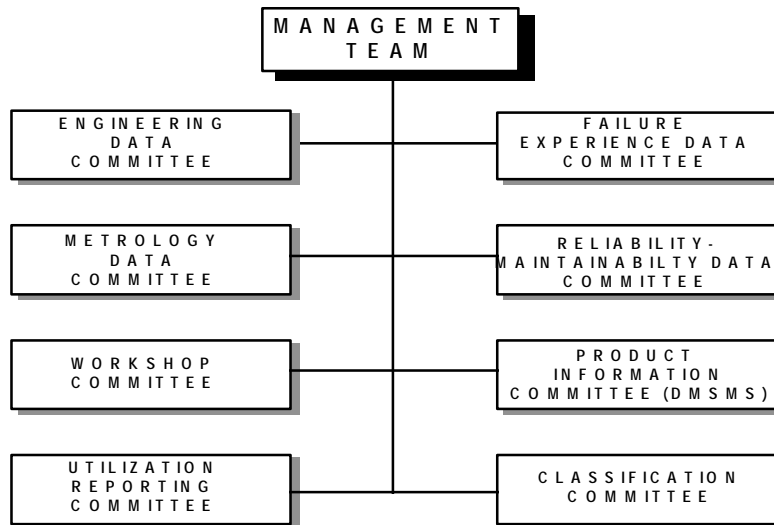 MANAGEMENT
TEAM
ENGINEERING
DATA
COMMITTEE
FAILURE
EXPERIENCE DATA
COMMITTEE
METROLOGY
DATA
COMMITTEE
RELIABILITY-
MAINTAINABILTY DATA
COMMITTEE
WORKSHOP
COMMITTEE
PRODUCT
INFORMATION
COMMITTEE (DMSMS)
UTILIZATION
REPORTING
COMMITTEE
CLASSIFICATION
COMMITTEE